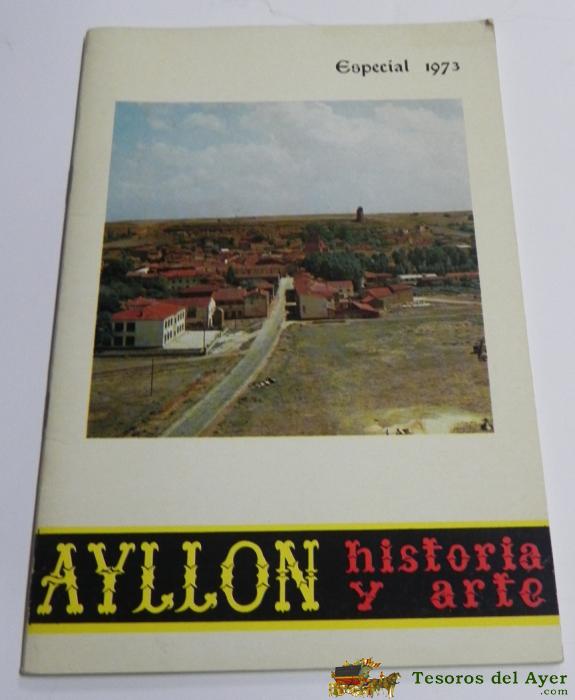 Especial 1973
AYLLON historia
y arte
Tesoros del Ayer
.com